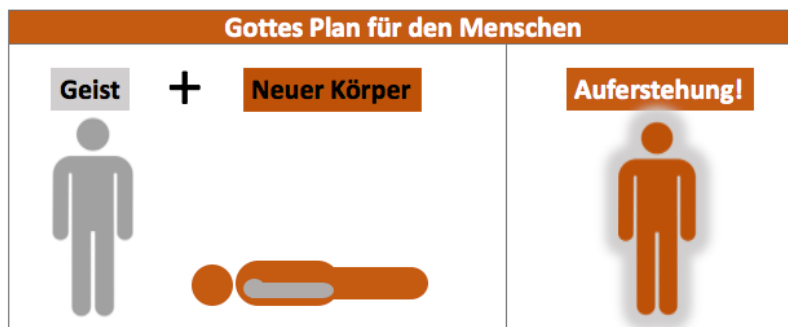 Gottes Plan für den Menschen
Geist + Neuer Körper
Auferstehung!